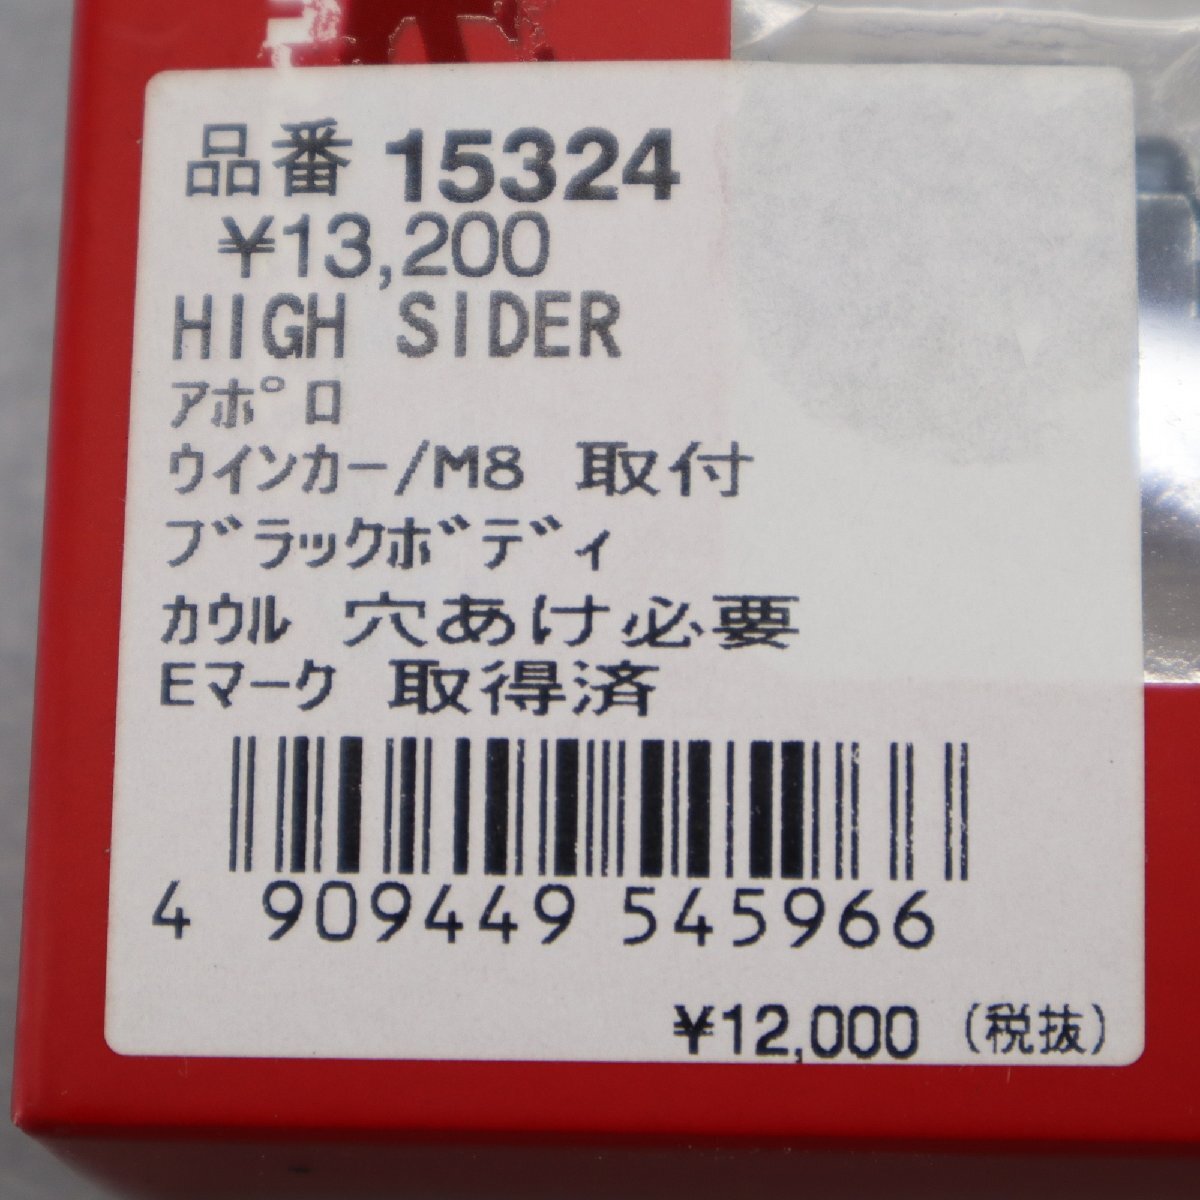 品番 15324
¥13,200
HIGH SIDER
アポロ
ウインカー/M8 取付
ブラックボディ
カウル 穴あけ必要
Eマーク 取得済
4 909449 545966
¥12,000 (税抜)